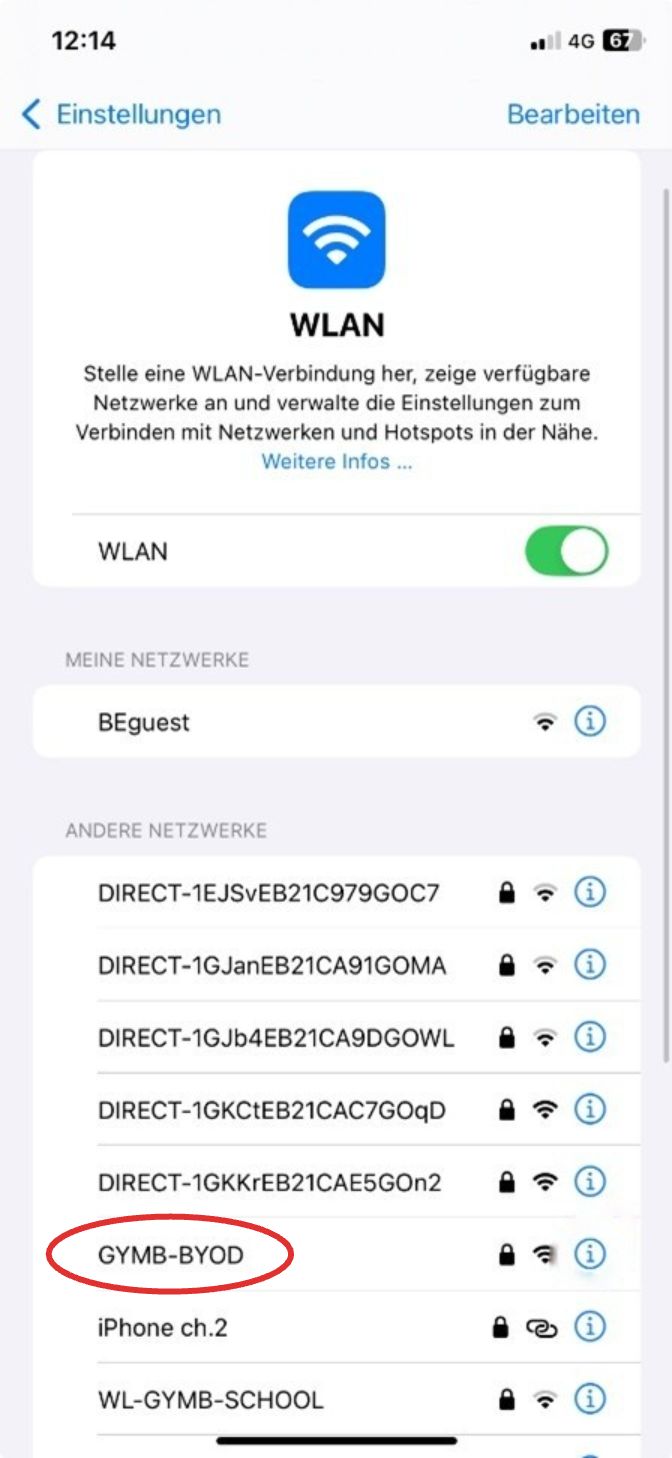 12:14
4G 67
Einstellungen
Bearbeiten
WLAN
Stelle eine WLAN-Verbindung her, zeige verfügbare
Netzwerke an und verwalte die Einstellungen zum
Verbinden mit Netzwerken und Hotspots in der Nähe.
Weitere Infos ...
WLAN
MEINE NETZWERKE
BEguest
ANDERE NETZWERKE
DIRECT-1EJSvEB21C979GOC7
DIRECT-1GJanEB21CA91GOMA
DIRECT-1GJb4EB21CA9DGOWL
DIRECT-1GKCtEB21CAC7GOqD
DIRECT-1GKKrEB21CAE5GOn2
GYMB-BYOD
iPhone ch.2
WL-GYMB-SCHOOL